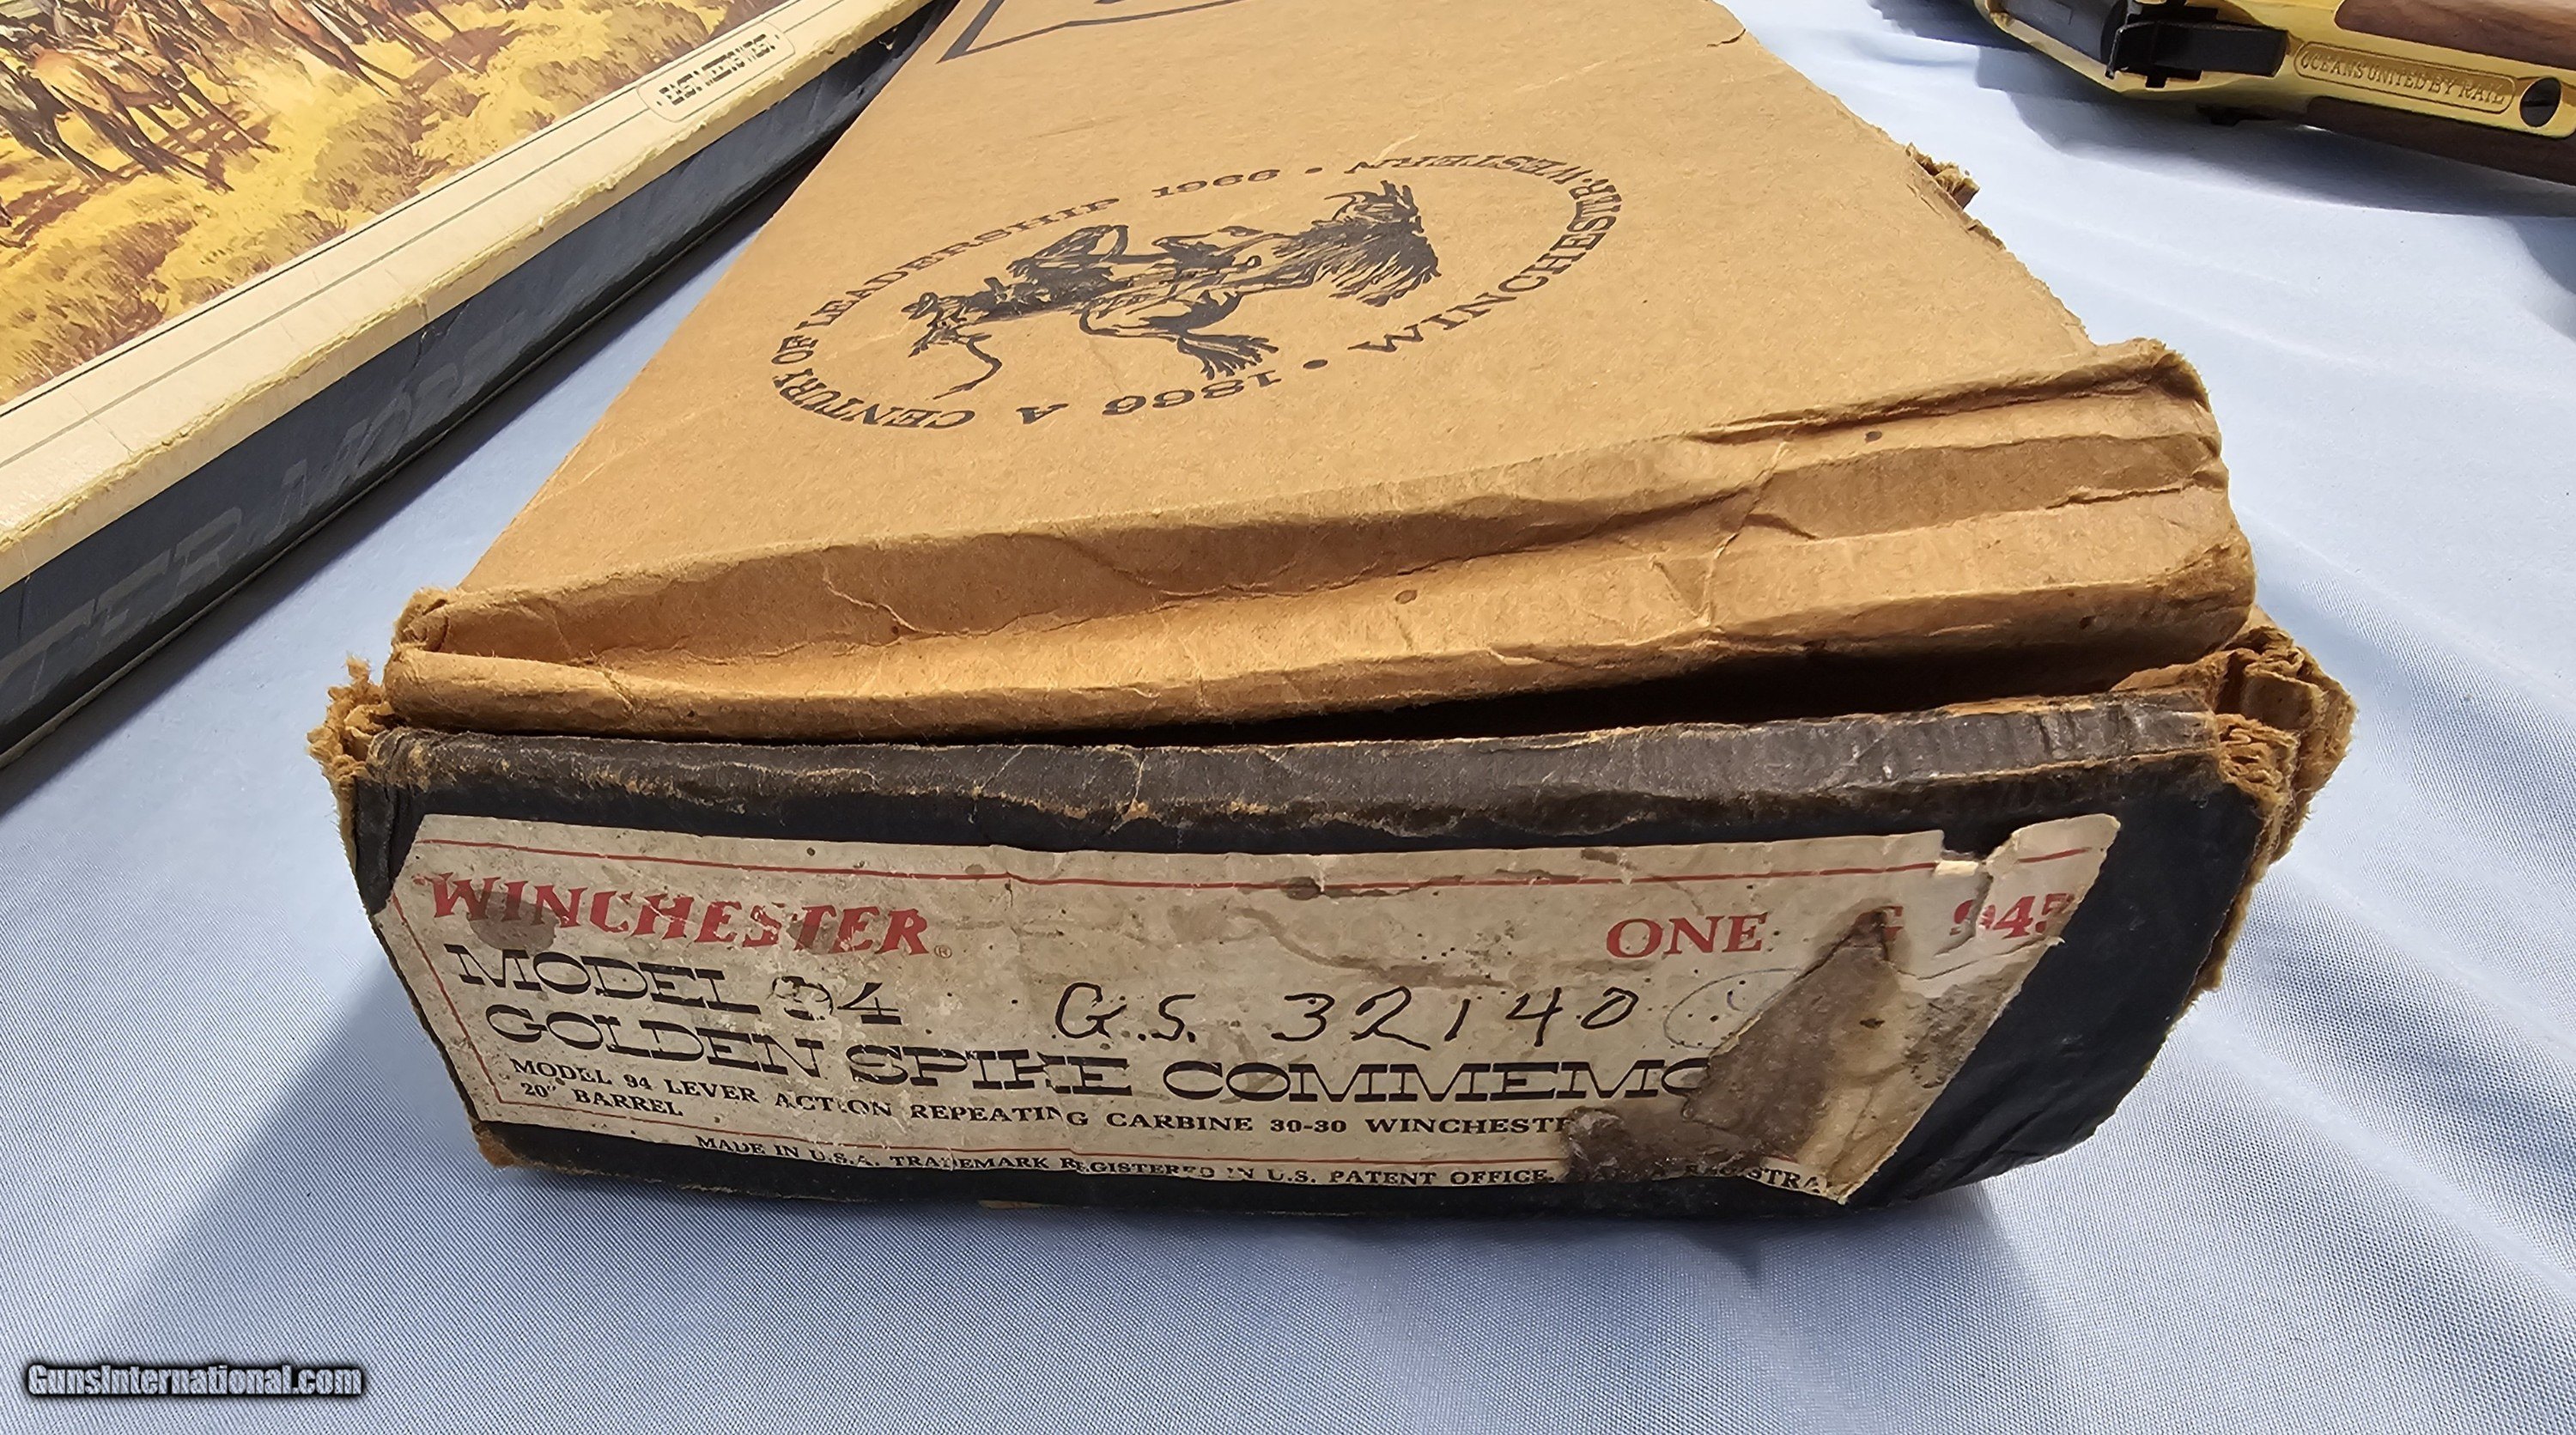 OCEANS UNITED BY RAIL
WINCHESTER-WESTERN • 1866 A CENTURY OF LEADERSHIP 1966 •
WINCHESTER®
ONE G 945
MODEL 94
G.S. 32140
GOLDEN SPIKE COMMEMO
MODEL 94 LEVER ACTION REPEATING CARBINE 30-30 WINCHESTE
20" BARREL
MADE IN U.S.A. TRADEMARK REGISTERED IN U.S. PATENT OFFICE.
GunsInternational.com